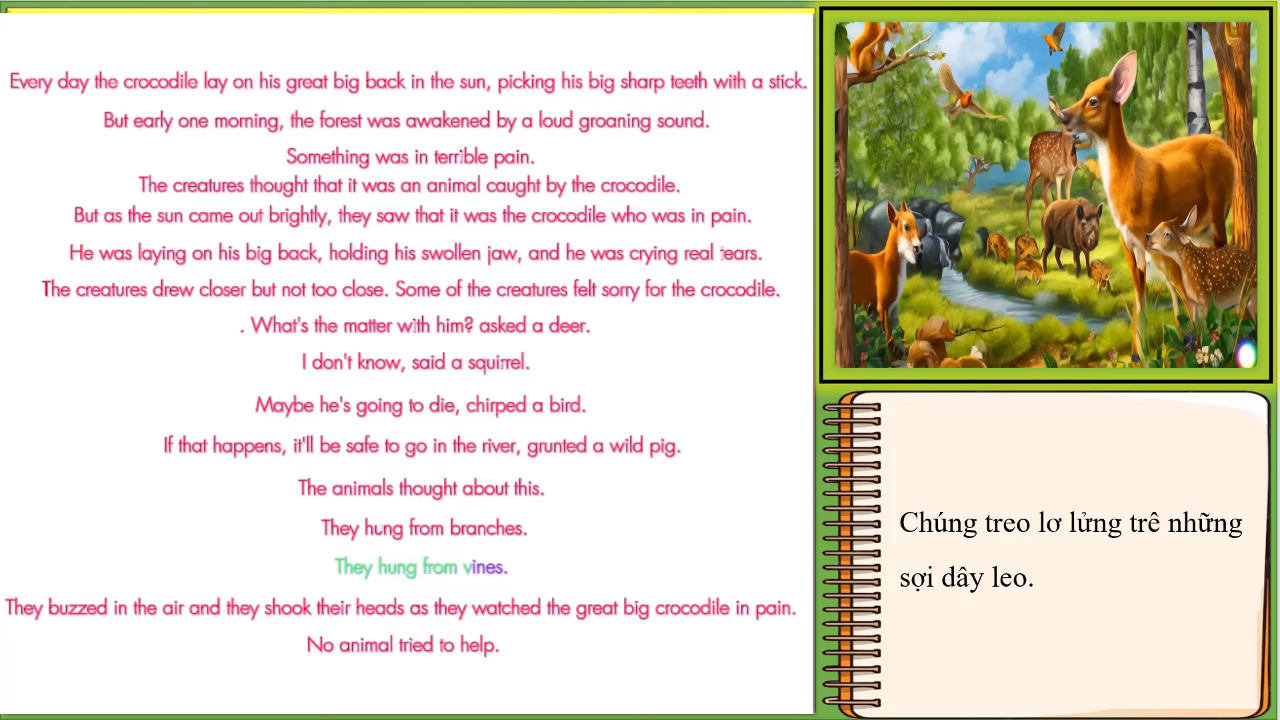 Every day the crocodile lay on his great big back in the sun, picking his big sharp teeth with a stick.
But early one morning, the forest was awakened by a loud groaning sound.
Something was in terrible pain.
The creatures thought that it was an animal caught by the crocodile.
But as the sun came out brightly, they saw that it was the crocodile who was in pain.
He was laying on his big back, holding his swollen jaw, and he was crying real tears.
The creatures drew closer but not too close. Some of the creatures felt sorry for the crocodile.
. What's the matter with him? asked a deer.
I don't know, said a squirrel.
Maybe he's going to die, chirped a bird.
If that happens, it'll be safe to go in the river, grunted a wild pig.
The animals thought about this.
They hung from branches.
They hung from vines.
They buzzed in the air and they shook their heads as they watched the great big crocodile in pain.
No animal tried to help.
Chúng treo lơ lửng trê những
sợi dây leo.